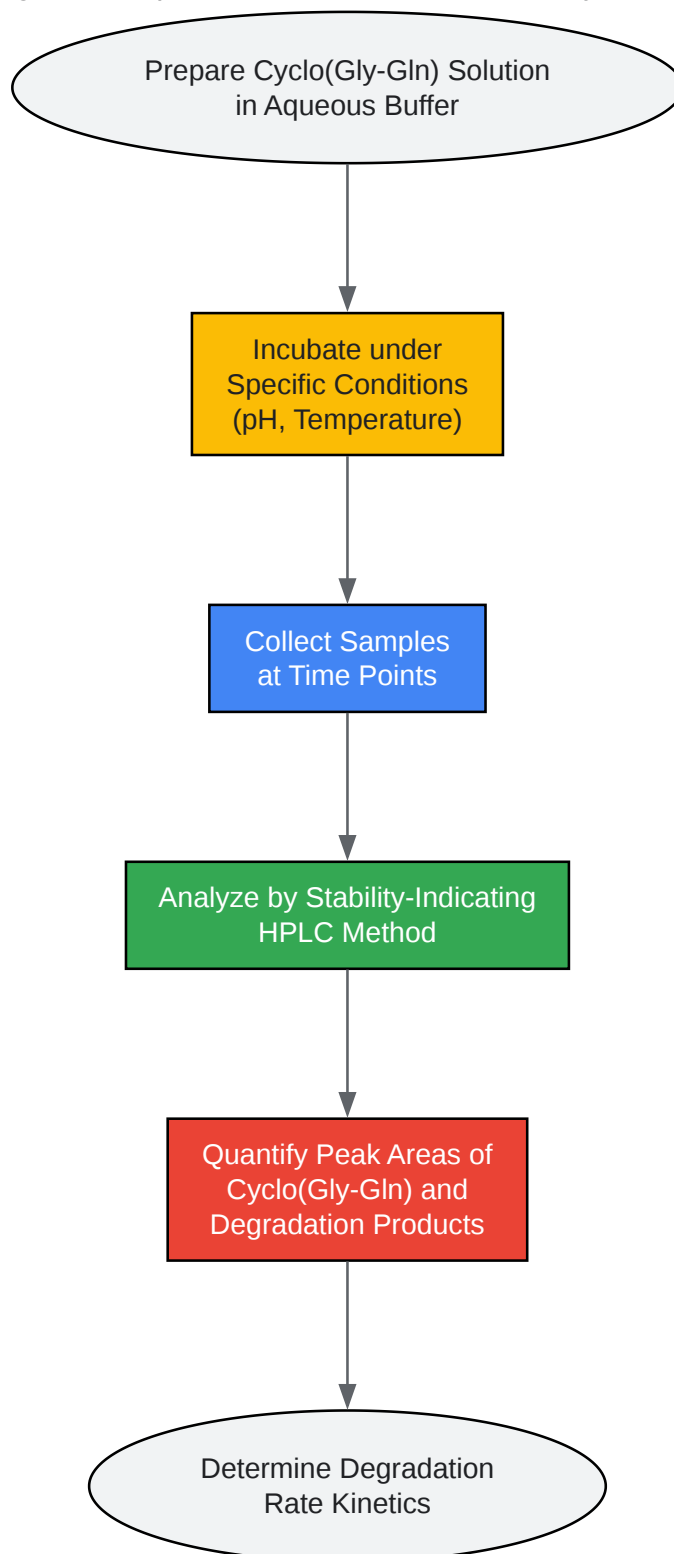 Prepare Cyclo(Gly-Gln) Solution
in Aqueous Buffer
Incubate under
Specific Conditions
(pH, Temperature)
Collect Samples
at Time Points
Analyze by Stability-Indicating
HPLC Method
Quantify Peak Areas of
Cyclo(Gly-Gln) and
Degradation Products
Determine Degradation
Rate Kinetics